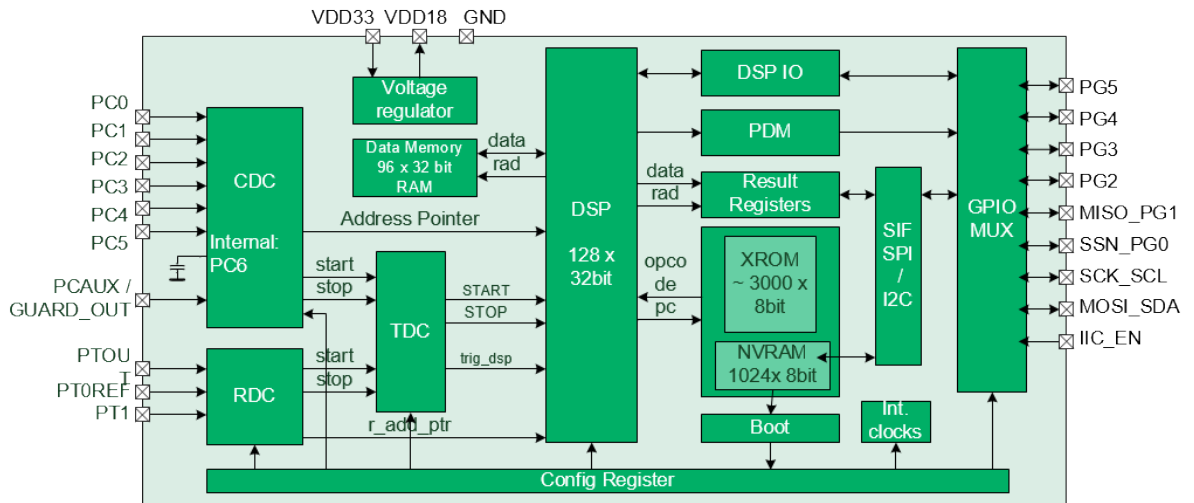 VDD33 VDD18 GND
PC0
PC1
PC2
PC3
PC4
PC5
PCAUX /
GUARD_OUT
PTOU
T
PT0REF
PT1
CDC
Internal:
PC6
RDC
Voltage
regulator
Data Memory
96 x 32 bit
RAM
data
rad
Address Pointer
start
stop
start
stop
TDC
START
STOP
trig_dsp
r_add_ptr
DSP
128 x
32bit
DSP IO
PDM
data
rad
Result
Registers
opco
de
pc
XROM
~ 3000 x
8bit
NVRAM
1024x 8bit
Boot
Int.
clocks
SIF
SPI
/
I2C
GPIO
MUX
PG5
PG4
PG3
PG2
MISO_PG1
SSN_PG0
SCK_SCL
MOSI_SDA
IIC_EN
Config Register